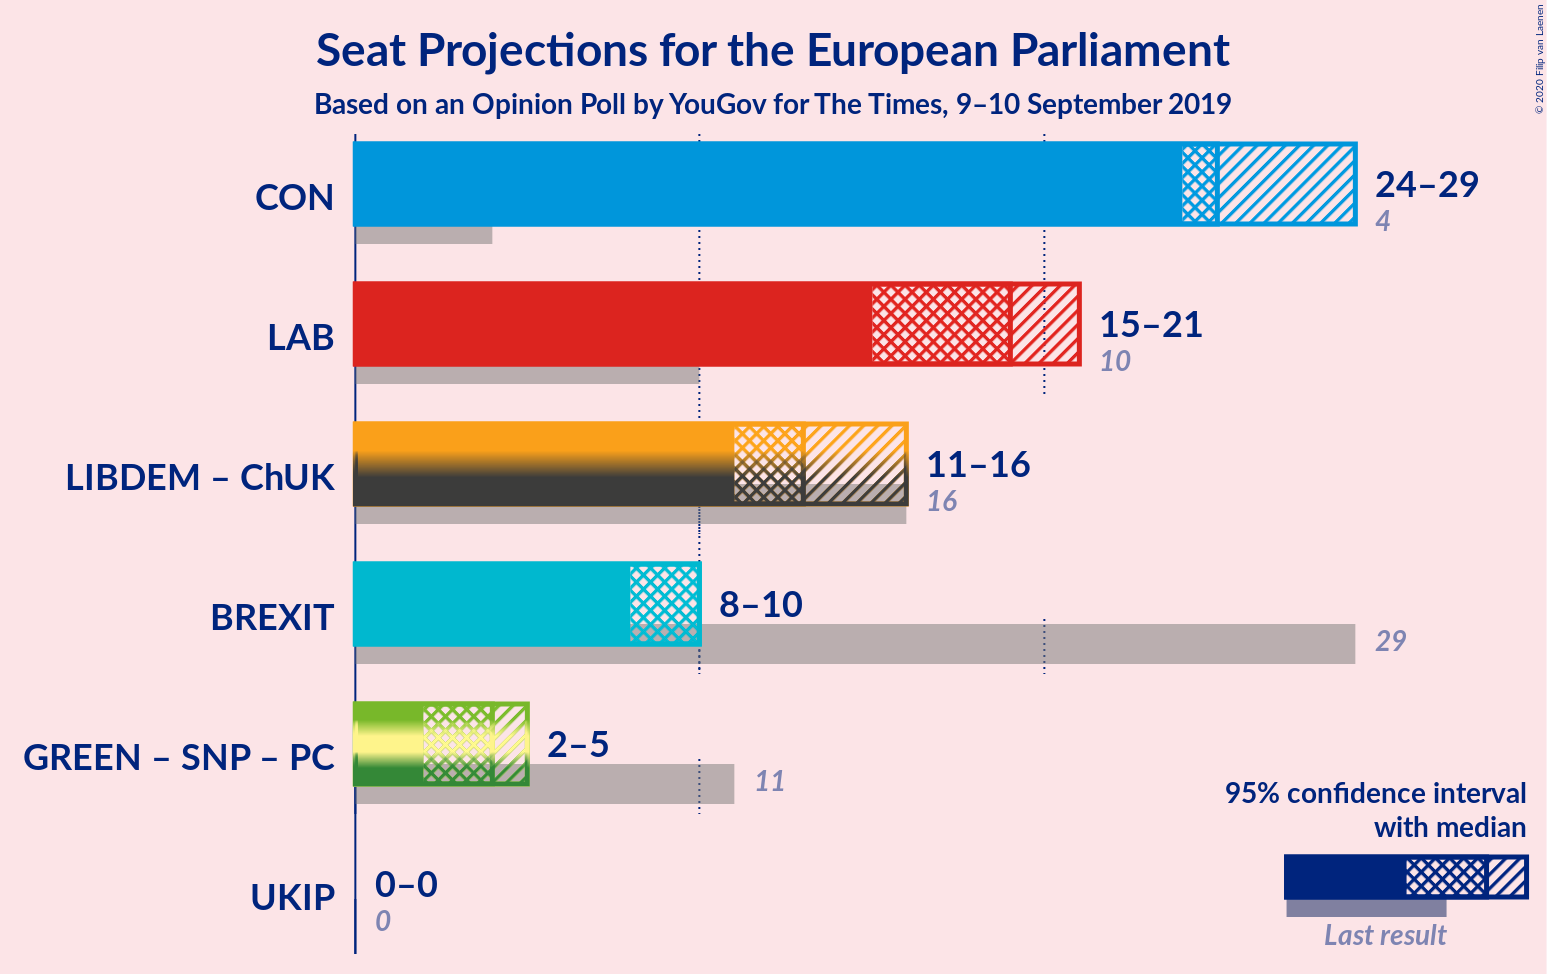 Seat Projections for the European Parliament
Based on an Opinion Poll by YouGov for The Times, 9–10 September 2019
© 2020 Filip van Laenen
CON
24–29
4
LAB
15–21
10
LIBDEM – ChUK
11–16
16
BREXIT
8–10
29
GREEN – SNP – PC
2–5
11
UKIP
0–0
0
95% confidence interval
with median
Last result